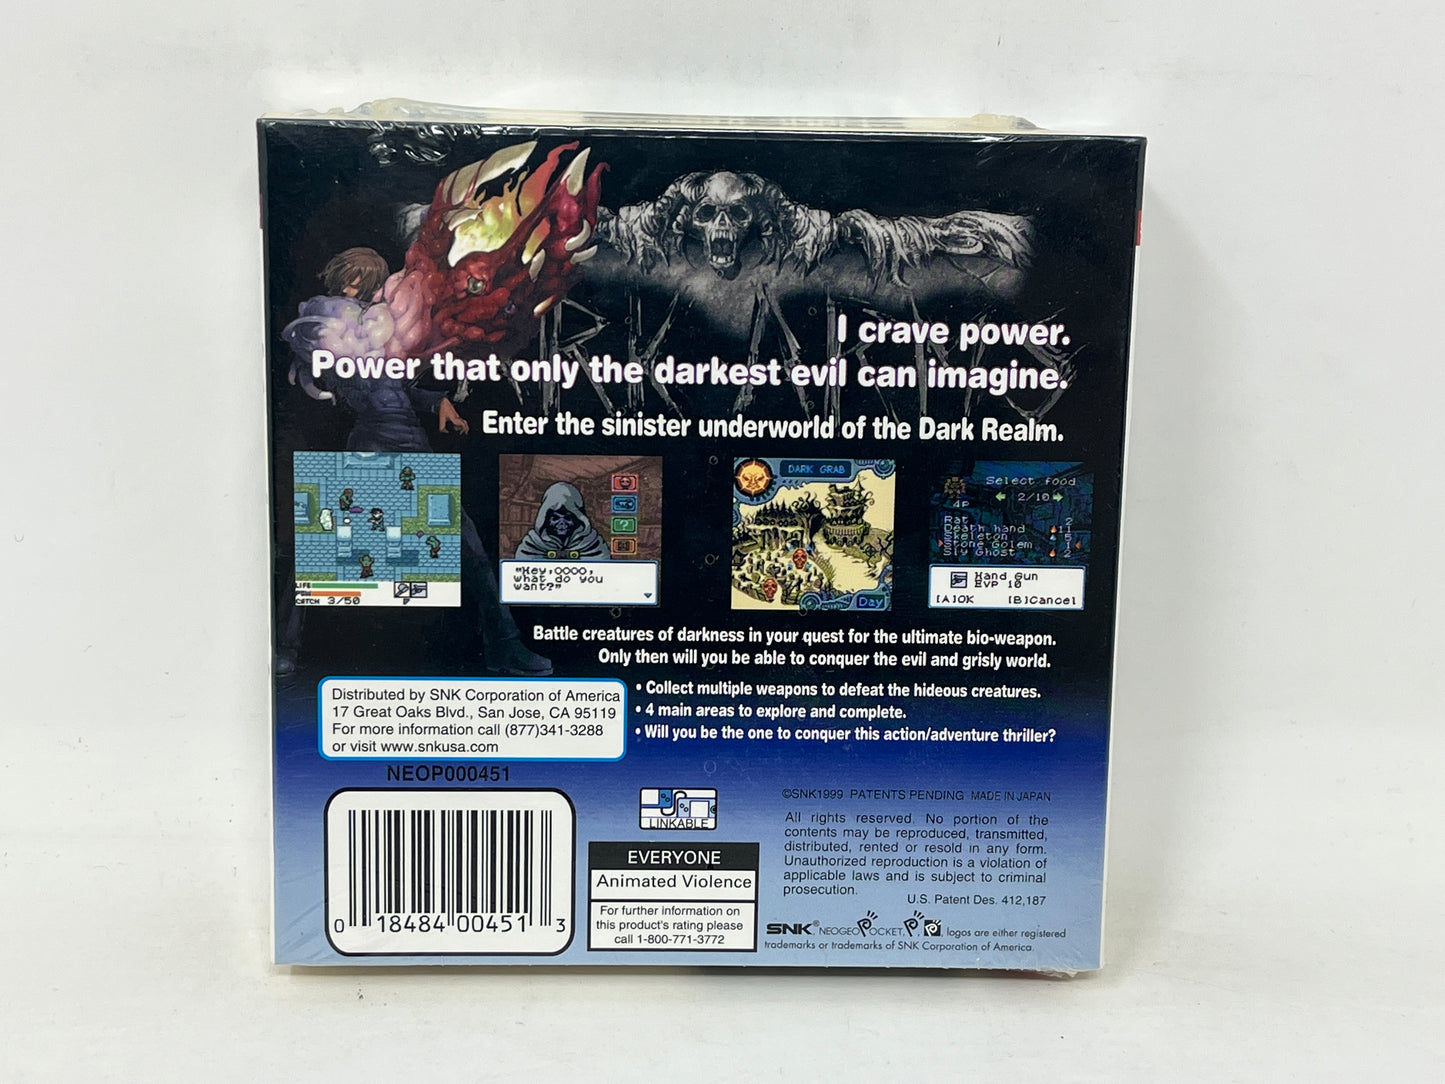 DARK ARMS
I crave power.
Power that only the darkest evil can imagine.
Enter the sinister underworld of the Dark Realm.
LIFE
CATCH 3/50
"Hey,OOOO,
what do you
want?"
?
DARK GRAB
Day
Select food
2/10
4P
Rat 2
Death hand 11
Skeleton 5
Stone Golem 1
Sly Ghost 2
Hand Gun
EVP 10
[A]OK [B]Cancel
Battle creatures of darkness in your quest for the ultimate bio-weapon.
Only then will you be able to conquer the evil and grisly world.
• Collect multiple weapons to defeat the hideous creatures.
• 4 main areas to explore and complete.
• Will you be the one to conquer this action/adventure thriller?
Distributed by SNK Corporation of America
17 Great Oaks Blvd., San Jose, CA 95119
For more information call (877)341-3288
or visit www.snkusa.com
NEOP000451
0 18484 00451 3
LINKABLE
EVERYONE
Animated Violence
For further information on
this product's rating please
call 1-800-771-3772
©SNK1999 PATENTS PENDING MADE IN JAPAN
All rights reserved. No portion of the
contents may be reproduced, transmitted,
distributed, rented or resold in any form.
Unauthorized reproduction is a violation of
applicable laws and is subject to criminal
prosecution.
U.S. Patent Des. 412,187
SNK® NEOGEO POCKET, P, logos are either registered
trademarks or trademarks of SNK Corporation of America.